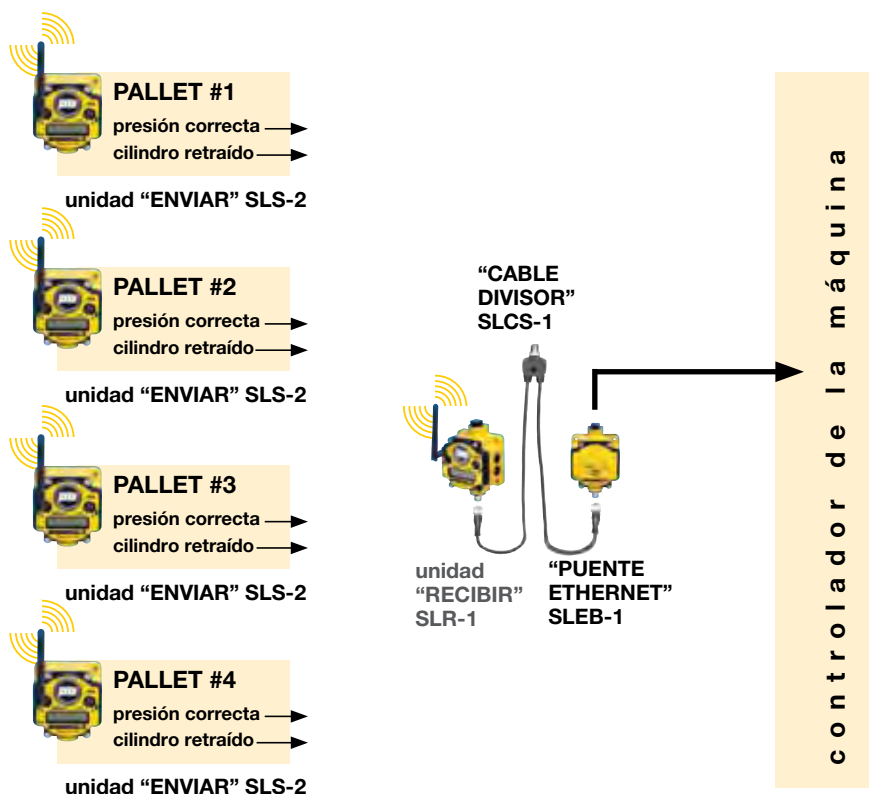 PALLET #1
presión correcta
cilindro retraído
unidad “ENVIAR” SLS-2
PALLET #2
presión correcta
cilindro retraído
unidad “ENVIAR” SLS-2
PALLET #3
presión correcta
cilindro retraído
unidad “ENVIAR” SLS-2
PALLET #4
presión correcta
cilindro retraído
unidad “ENVIAR” SLS-2
“CABLE
DIVISOR”
SLCS-1
unidad
“RECIBIR”
SLR-1
“PUENTE
ETHERNET”
SLEB-1
controlador de la máquina